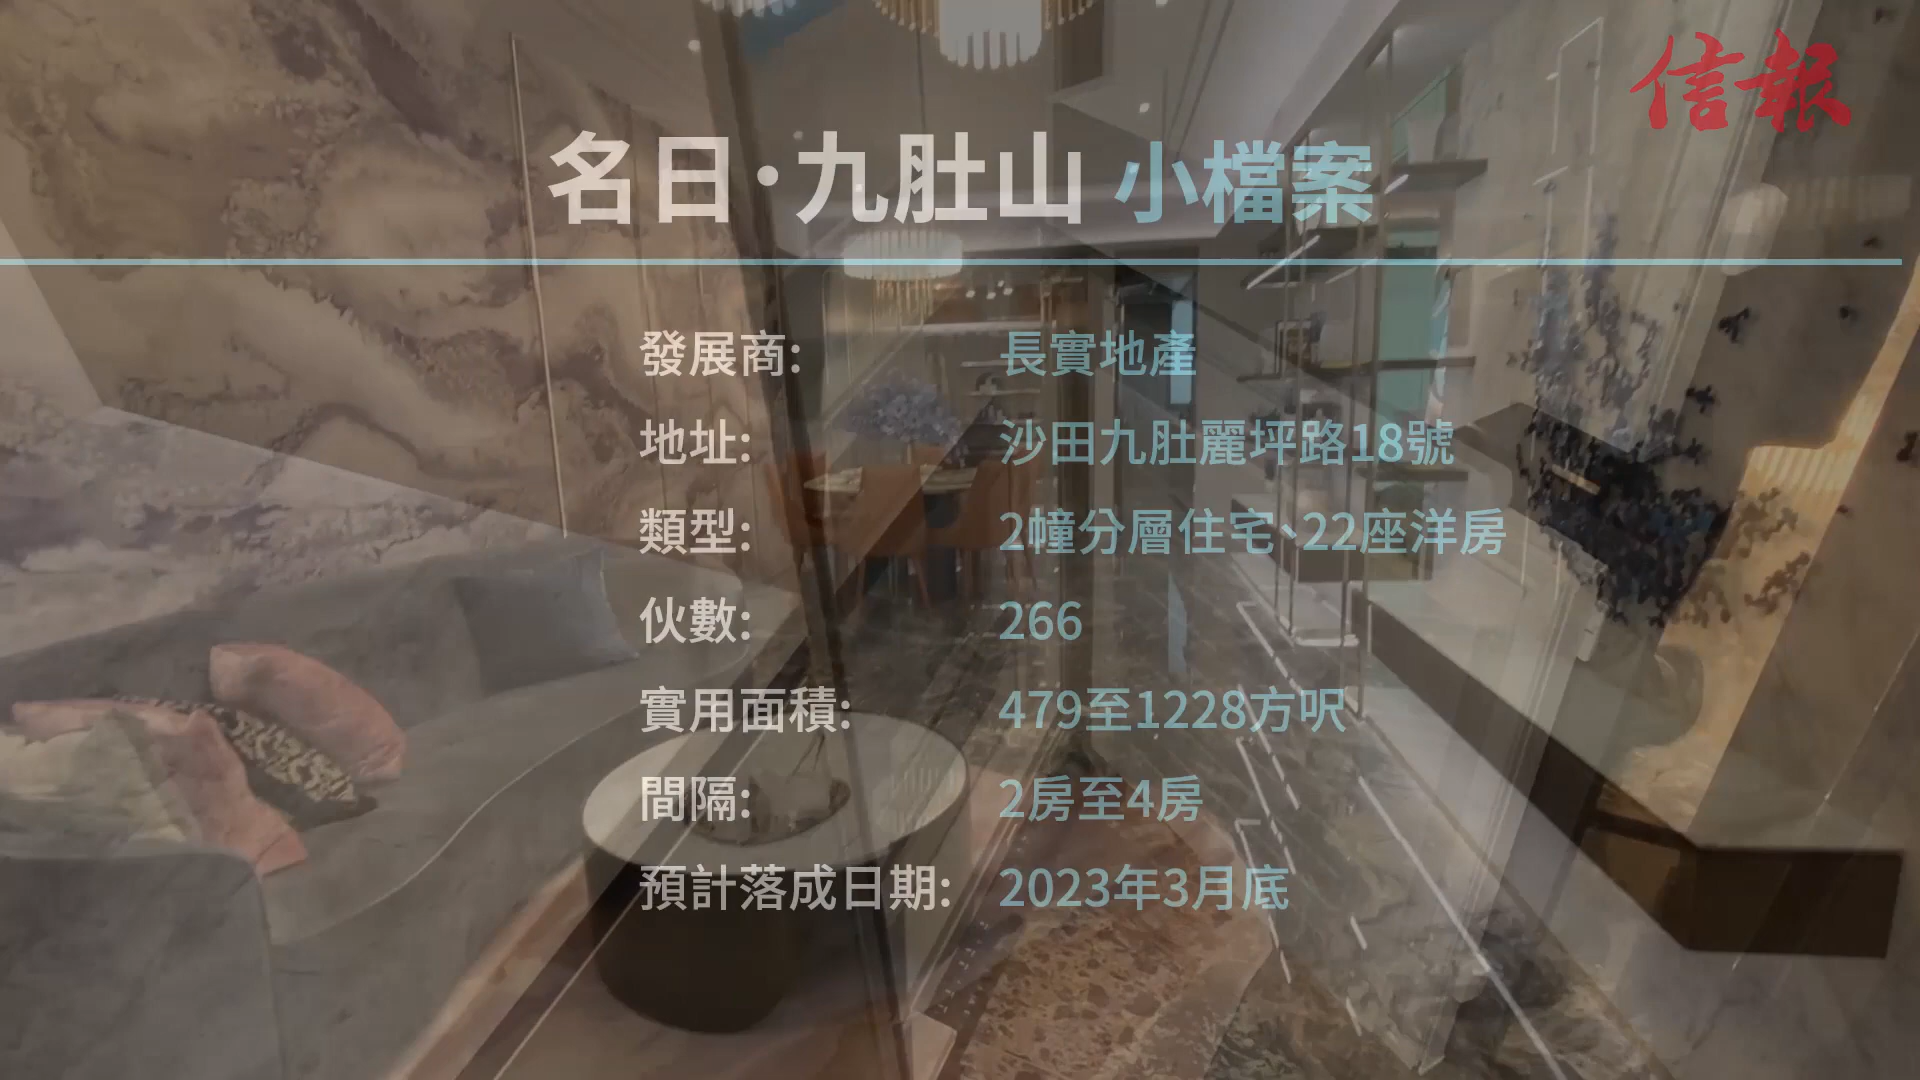 信報
名日·九肚山 小檔案
發展商: 長實地產
地址: 沙田九肚麗坪路18號
類型: 2幢分層住宅、22座洋房
伙數: 266
實用面積: 479至1228方呎
間隔: 2房至4房
預計落成日期: 2023年3月底